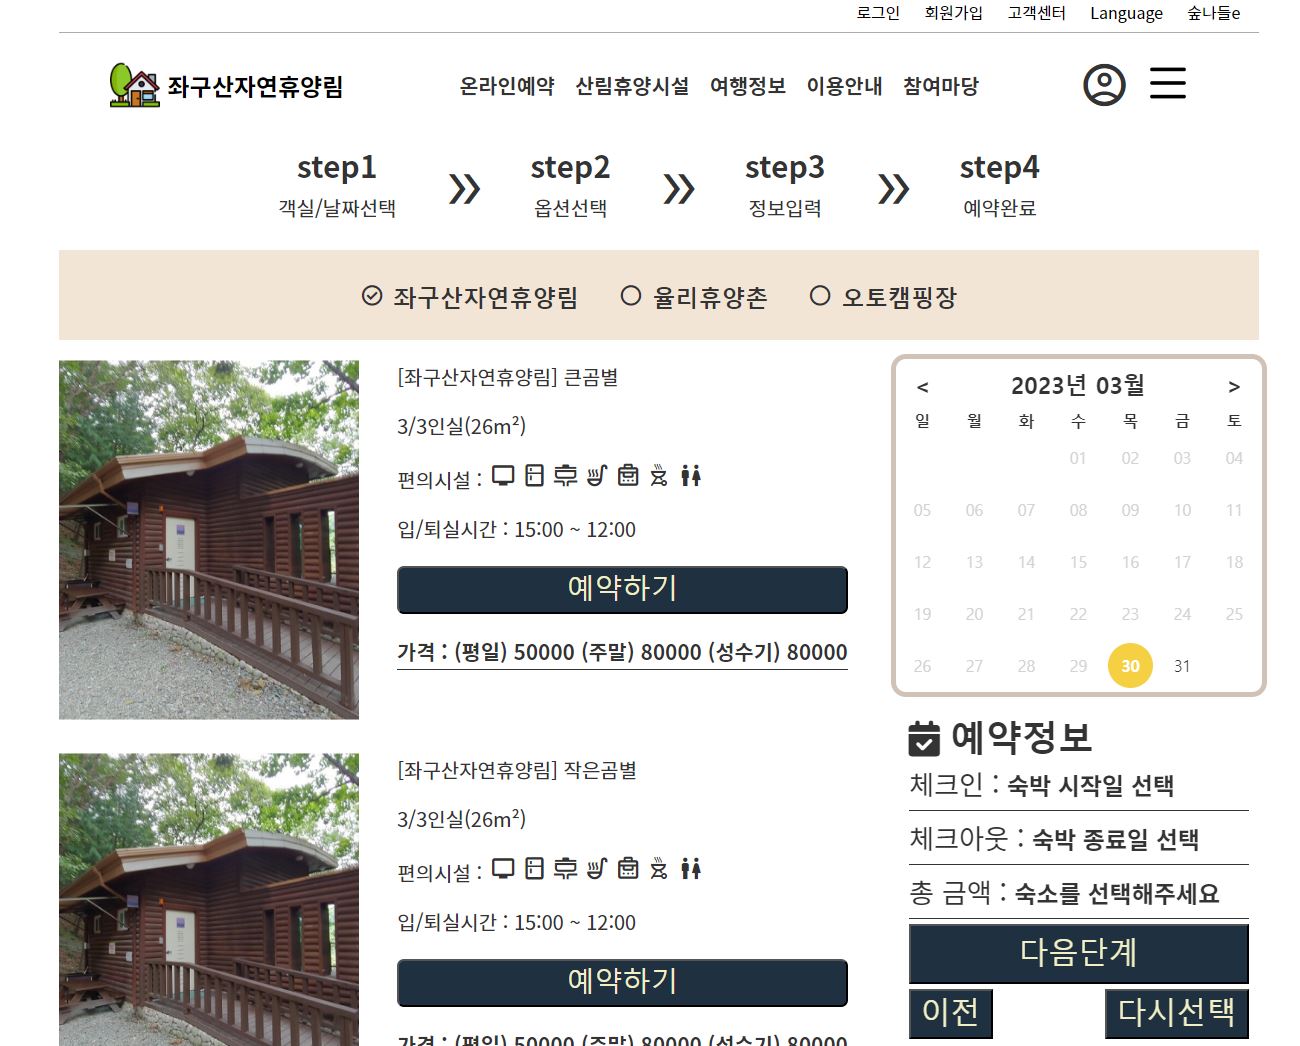 로그인 회원가입 고객센터 Language 숲나들e
좌구산자연휴양림 온라인예약 산림휴양시설 여행정보 이용안내 참여마당
step1 step2 step3 step4
객실/날짜선택 옵션선택 정보입력 예약완료
좌구산자연휴양림 율리휴양촌 오토캠핑장
[좌구산자연휴양림] 큰곰별
3/3인실(26m²)
편의시설 :
입/퇴실시간 : 15:00 ~ 12:00
예약하기
가격 : (평일) 50000 (주말) 80000 (성수기) 80000
[좌구산자연휴양림] 작은곰별
3/3인실(26m²)
편의시설 :
입/퇴실시간 : 15:00 ~ 12:00
예약하기
가격 : (평일) 50000 (주말) 80000 (성수기) 80000
< 2023년 03월 >
일 월 화 수 목 금 토
01 02 03 04
05 06 07 08 09 10 11
12 13 14 15 16 17 18
19 20 21 22 23 24 25
26 27 28 29 30 31
예약정보
체크인 : 숙박 시작일 선택
체크아웃 : 숙박 종료일 선택
총 금액 : 숙소를 선택해주세요
다음단계
이전 다시선택